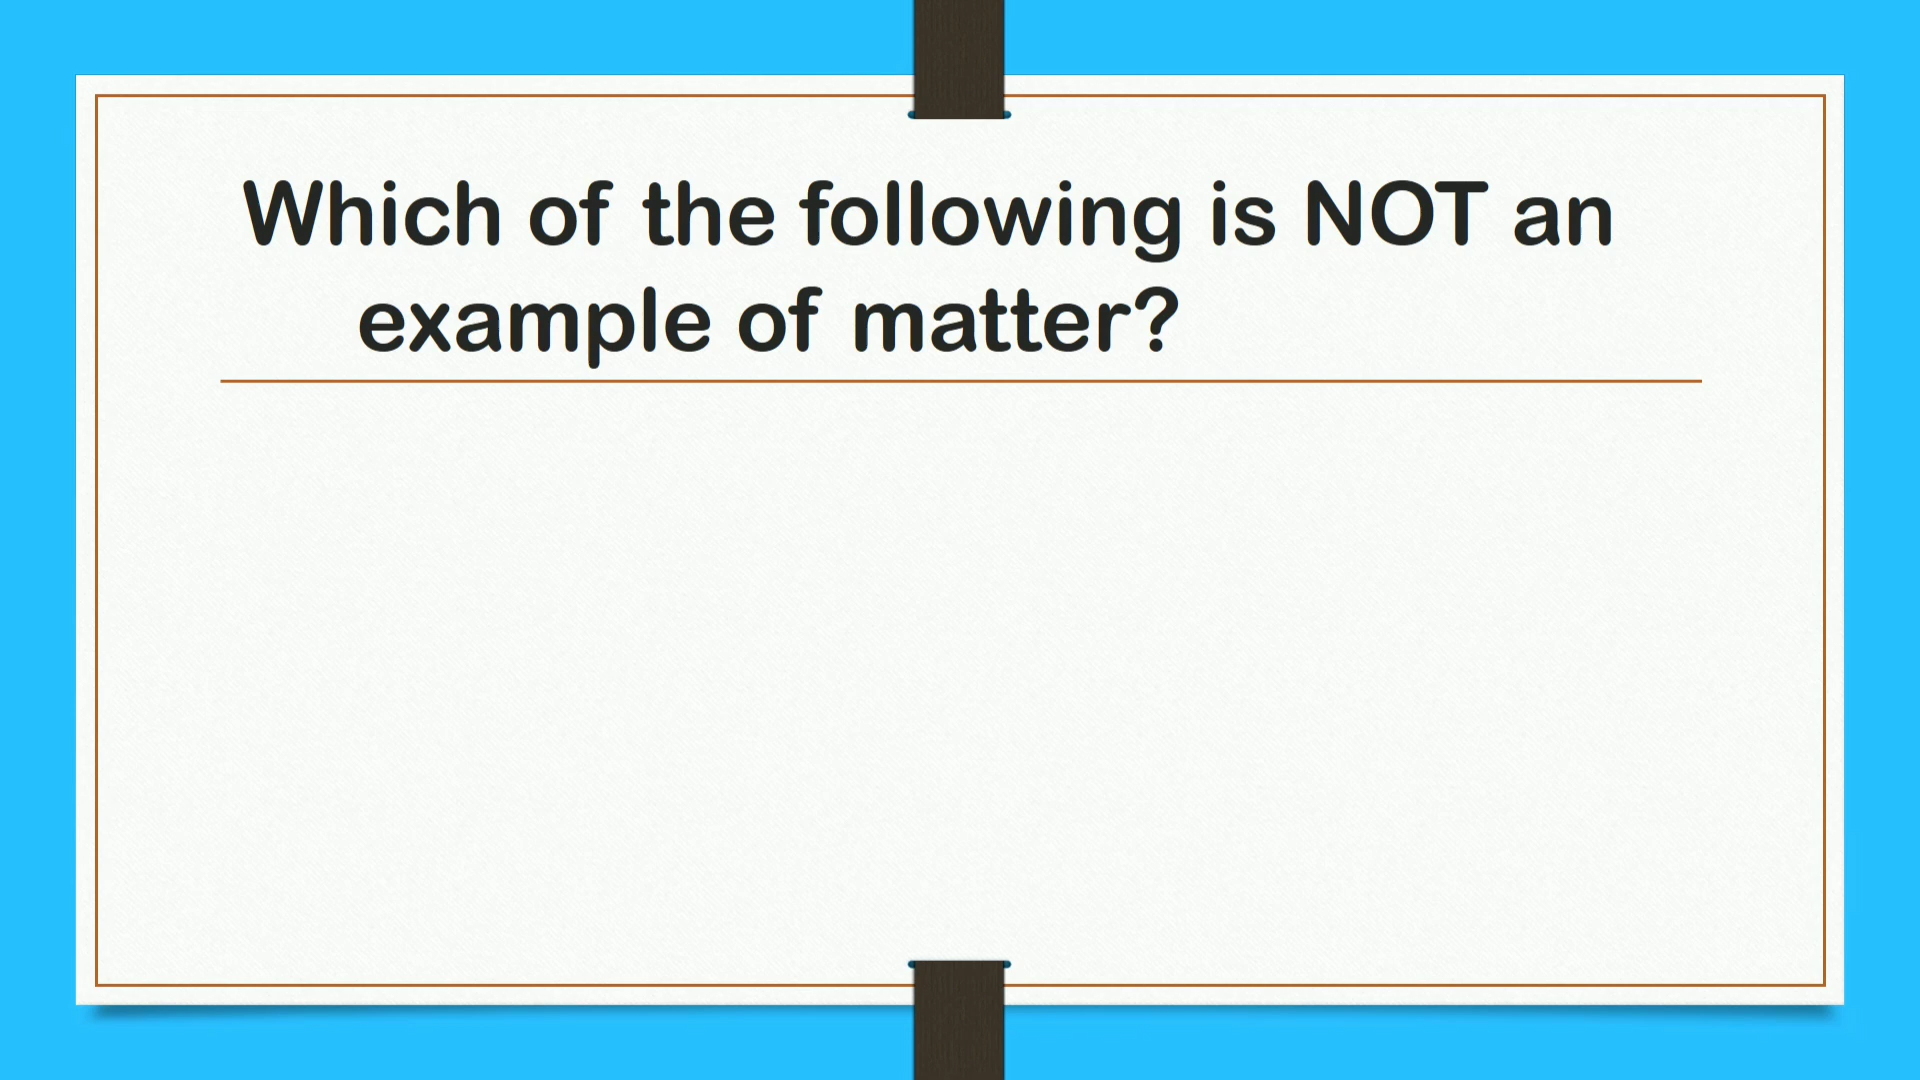 Which of the following is NOT an
example of matter?